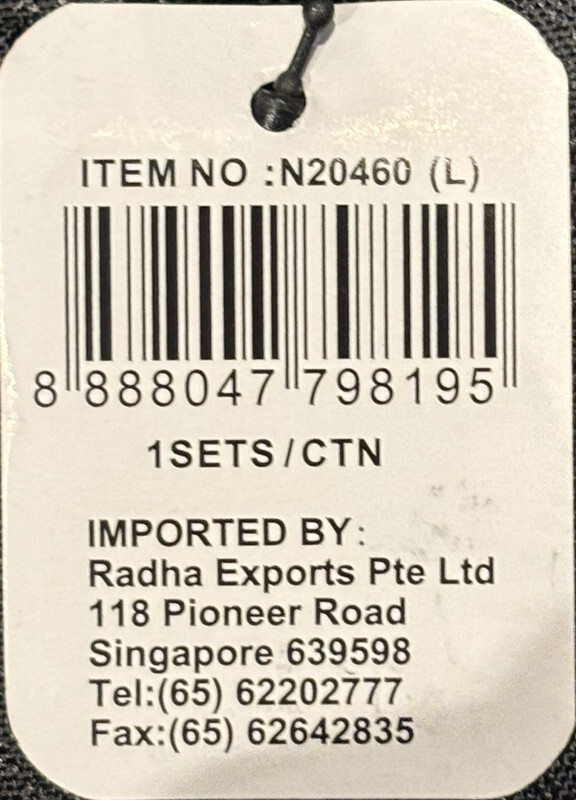 ITEM NO :N20460 (L)
8 888047 798195
1SETS/CTN
IMPORTED BY:
Radha Exports Pte Ltd
118 Pioneer Road
Singapore 639598
Tel:(65) 62202777
Fax:(65) 62642835